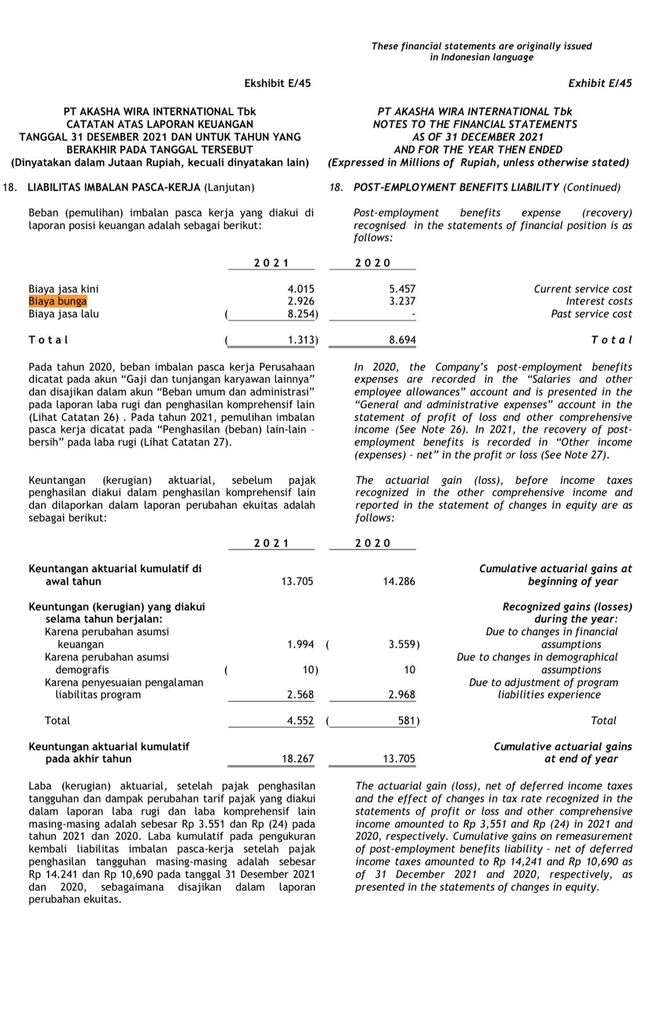 These financial statements are originally issued
in Indonesian language
Ekshibit E/45
Exhibit E/45
PT AKASHA WIRA INTERNATIONAL Tbk
CATATAN ATAS LAPORAN KEUANGAN
TANGGAL 31 DESEMBER 2021 DAN UNTUK TAHUN YANG
BERAKHIR PADA TANGGAL TERSEBUT
(Dinyatakan dalam Jutaan Rupiah, kecuali dinyatakan lain)
PT AKASHA WIRA INTERNATIONAL Tbk
NOTES TO THE FINANCIAL STATEMENTS
AS OF 31 DECEMBER 2021
AND FOR THE YEAR THEN ENDED
(Expressed in Millions of Rupiah, unless otherwise stated)
18. LIABILITAS IMBALAN PASCA-KERJA (Lanjutan)
18. POST-EMPLOYMENT BENEFITS LIABILITY (Continued)
Beban (pemulihan) imbalan pasca kerja yang diakui di
laporan posisi keuangan adalah sebagai berikut:
Post-employment benefits expense (recovery)
recognised in the statements of financial position is as
follows:
2021 2020
Biaya jasa kini 4.015 5.457 Current service cost
Biaya bunga 2.926 3.237 Interest costs
Biaya jasa lalu ( 8.254) - Past service cost
Total ( 1.313) 8.694 Total
Pada tahun 2020, beban imbalan pasca kerja Perusahaan
dicatat pada akun “Gaji dan tunjangan karyawan lainnya”
dan disajikan dalam akun “Beban umum dan administrasi”
pada laporan laba rugi dan penghasilan komprehensif lain
(Lihat Catatan 26) . Pada tahun 2021, pemulihan imbalan
pasca kerja dicatat pada “Penghasilan (beban) lain-lain –
bersih” pada laba rugi (Lihat Catatan 27).
In 2020, the Company’s post-employment benefits
expenses are recorded in the “Salaries and other
employee allowances” account and is presented in the
“General and administrative expenses” account in the
statement of profit of loss and other comprehensive
income (See Note 26). In 2021, the recovery of post-
employment benefits is recorded in “Other income
(expenses) – net” in the profit or loss (See Note 27).
Keuntangan (kerugian) aktuarial, sebelum pajak
penghasilan diakui dalam penghasilan komprehensif lain
dan dilaporkan dalam laporan perubahan ekuitas adalah
sebagai berikut:
The actuarial gain (loss), before income taxes
recognized in the other comprehensive income and
reported in the statement of changes in equity are as
follows:
2021 2020
Keuntangan aktuarial kumulatif di Cumulative actuarial gains at
awal tahun 13.705 14.286 beginning of year
Keuntungan (kerugian) yang diakui Recognized gains (losses)
selama tahun berjalan: during the year:
Karena perubahan asumsi Due to changes in financial
keuangan 1.994 ( 3.559) assumptions
Karena perubahan asumsi Due to changes in demographical
demografis ( 10) 10 assumptions
Karena penyesuaian pengalaman Due to adjustment of program
liabilitas program 2.568 2.968 liabilities experience
Total 4.552 ( 581) Total
Keuntungan aktuarial kumulatif Cumulative actuarial gains
pada akhir tahun 18.267 13.705 at end of year
Laba (kerugian) aktuarial, setelah pajak penghasilan
tangguhan dan dampak perubahan tarif pajak yang diakui
dalam laporan laba rugi dan laba komprehensif lain
masing-masing adalah sebesar Rp 3.551 dan Rp (24) pada
tahun 2021 dan 2020. Laba kumulatif pada pengukuran
kembali liabilitas imbalan pasca-kerja setelah pajak
penghasilan tangguhan masing-masing adalah sebesar
Rp 14.241 dan Rp 10,690 pada tanggal 31 Desember 2021
dan 2020, sebagaimana disajikan dalam laporan
perubahan ekuitas.
The actuarial gain (loss), net of deferred income taxes
and the effect of changes in tax rate recognized in the
statements of profit or loss and other comprehensive
income amounted to Rp 3,551 and Rp (24) in 2021 and
2020, respectively. Cumulative gains on remeasurement
of post-employment benefits liability – net of deferred
income taxes amounted to Rp 14,241 and Rp 10,690 as
of 31 December 2021 and 2020, respectively, as
presented in the statements of changes in equity.